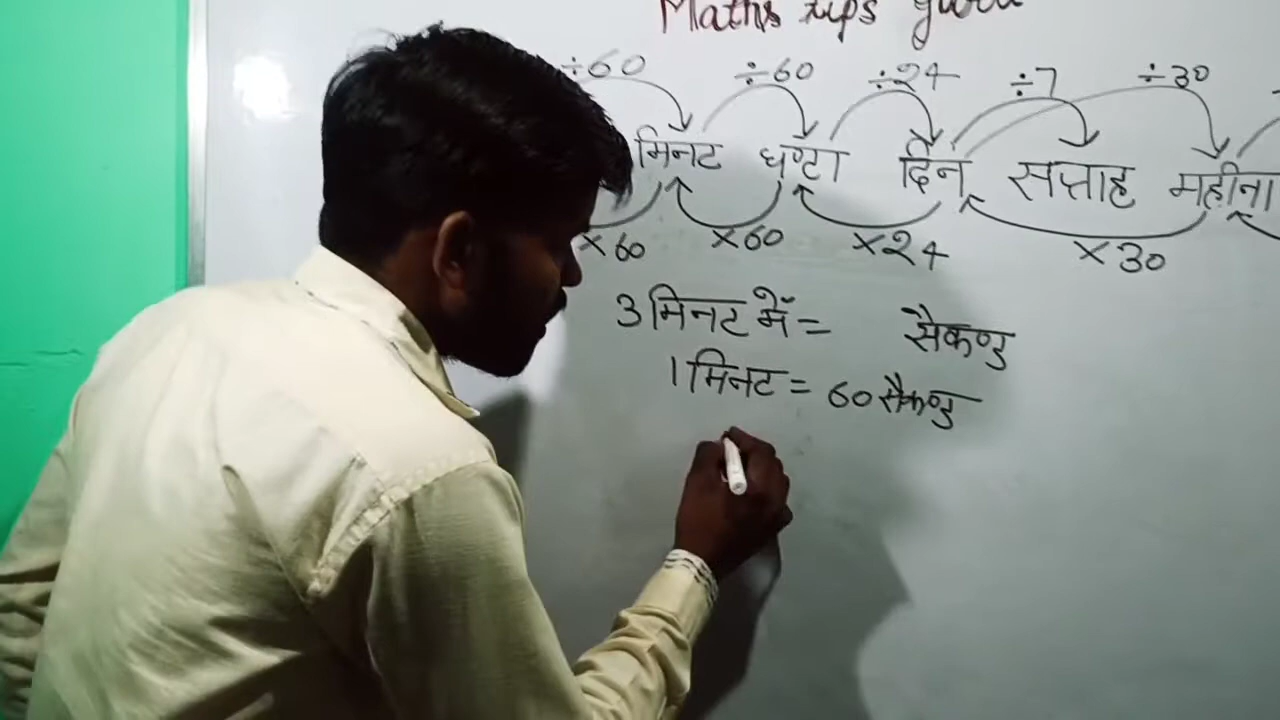 Maths tips guru
÷60 ÷60 ÷24 ÷7 ÷30
मिनट घण्टा दिन सप्ताह महीना
×60 ×60 ×24 ×30
3 मिनट में = सैकण्ड
1 मिनट = 60 सैकण्ड